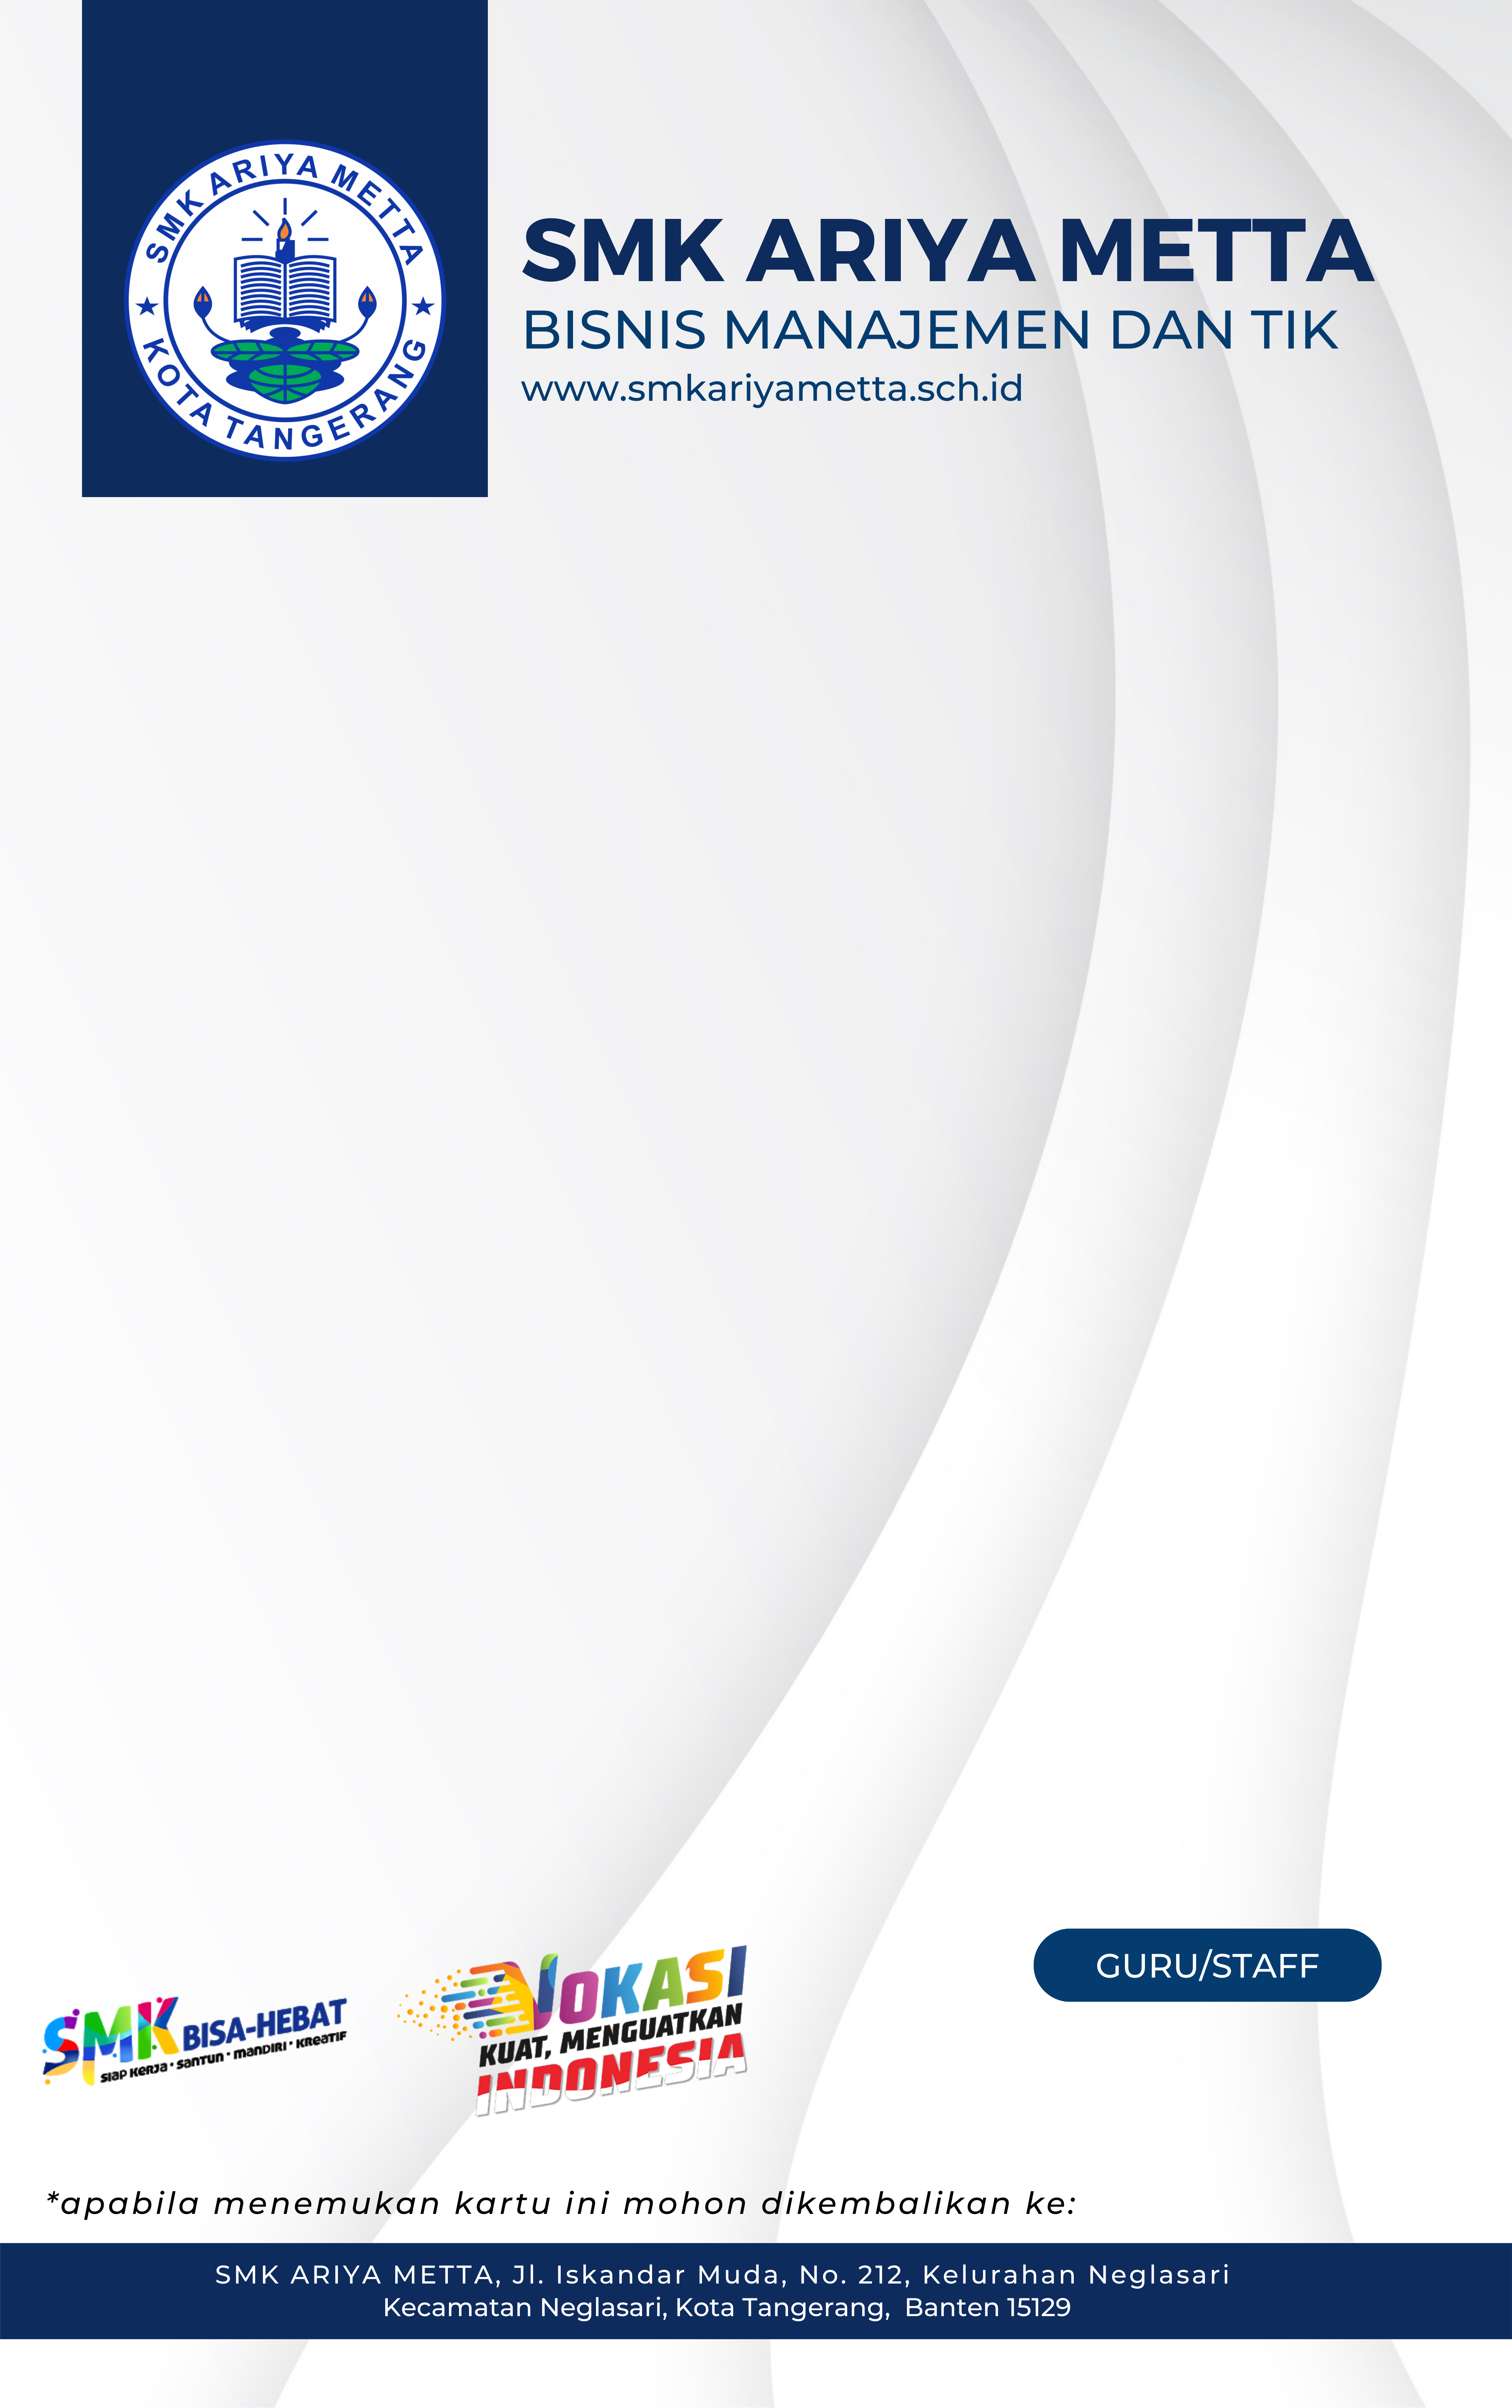 SMK ARIYA METTA
KOTA TANGERANG
SMK ARIYA METTA
BISNIS MANAJEMEN DAN TIK
www.smkariyametta.sch.id
GURU/STAFF
SMK BISA-HEBAT
SIAP KERJA • SANTUN • MANDIRI • KREATIF
VOKASI
KUAT, MENGUATKAN
INDONESIA
*apabila menemukan kartu ini mohon dikembalikan ke:
SMK ARIYA METTA, Jl. Iskandar Muda, No. 212, Kelurahan Neglasari
Kecamatan Neglasari, Kota Tangerang, Banten 15129